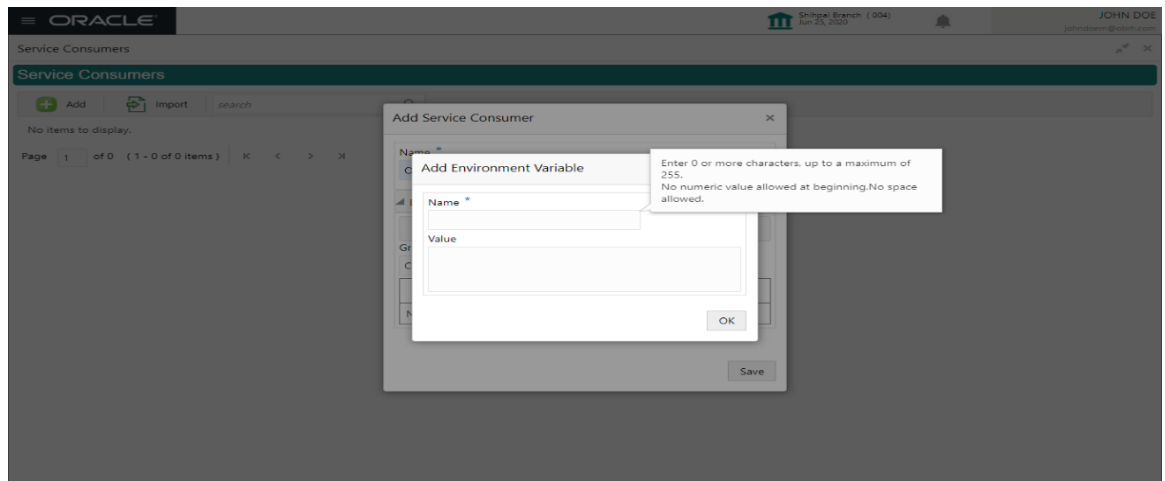 ORACLE
Shihpai Branch ( 004)
Jun 25, 2020
JOHN DOE
Service Consumers
Service Consumers
Add Import search
No items to display.
Page 1 of 0 ( 1 - 0 of 0 items )
Add Service Consumer
Name *
Add Environment Variable
Enter 0 or more characters, up to a maximum of
255.
No numeric value allowed at beginning.No space
allowed.
Name *
Value
Gr
C
N
OK
Save